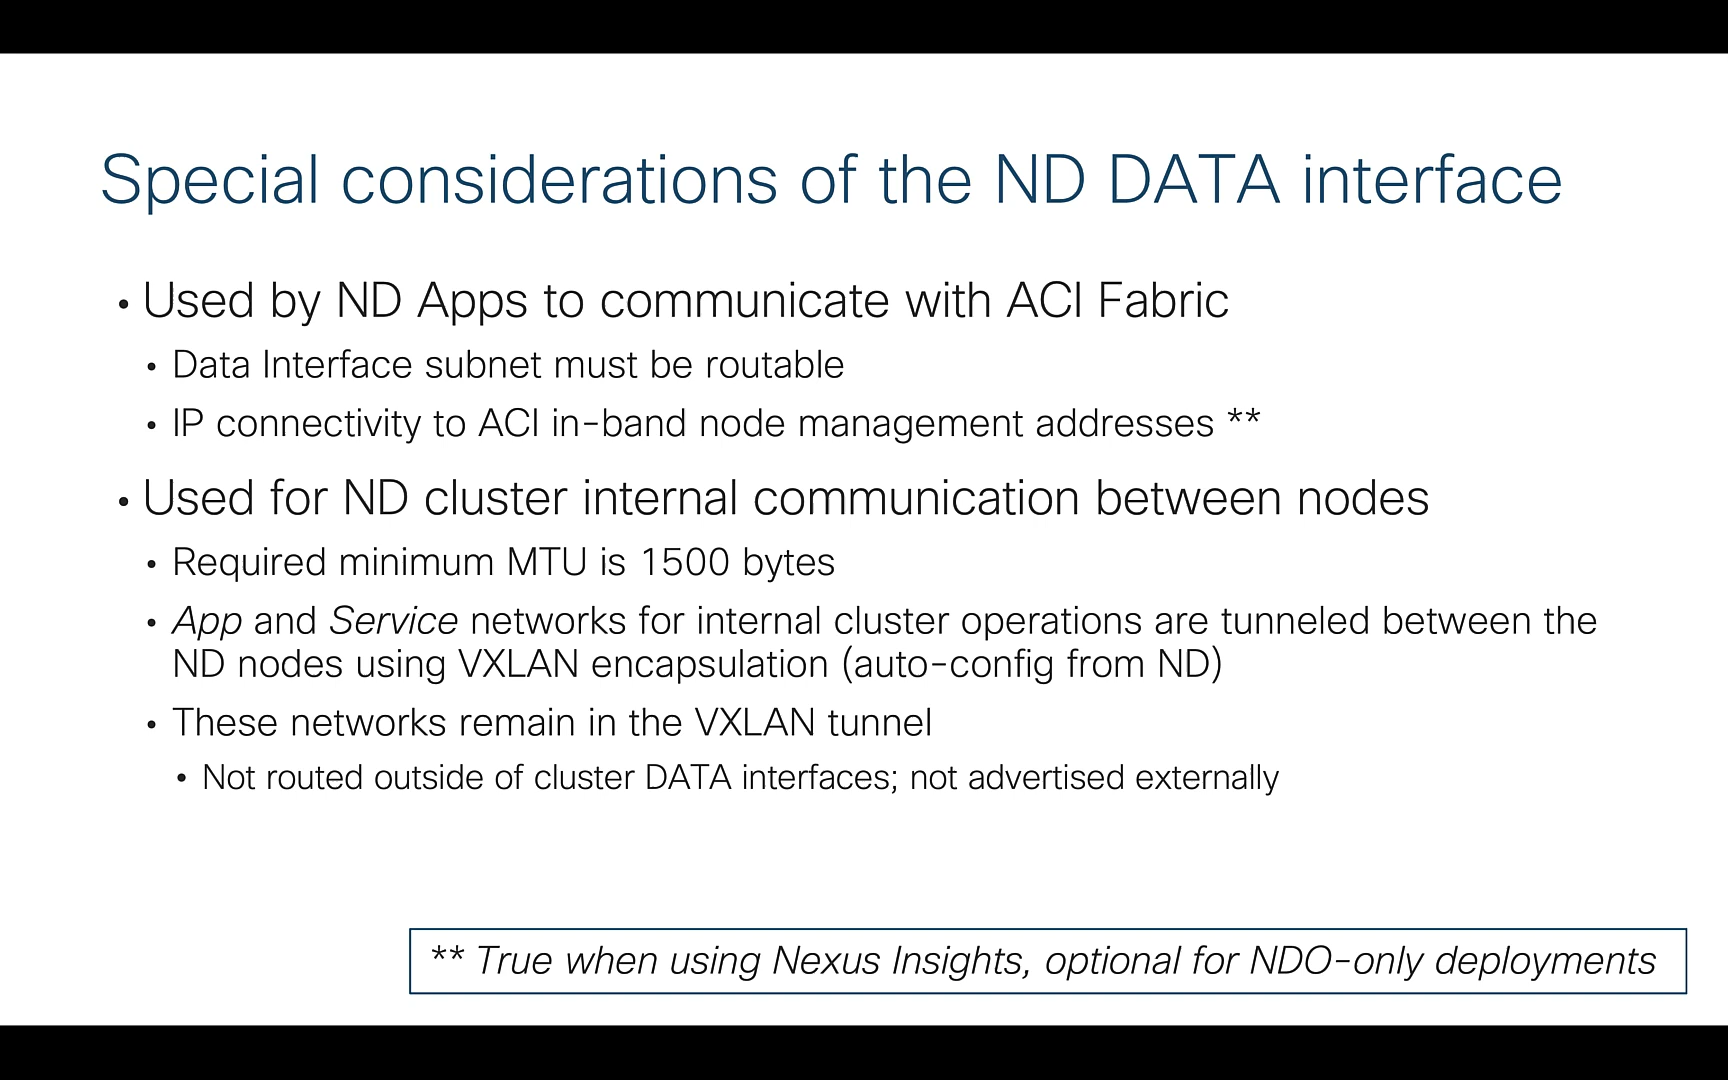 Special considerations of the ND DATA interface
• Used by ND Apps to communicate with ACI Fabric
• Data Interface subnet must be routable
• IP connectivity to ACI in-band node management addresses **
• Used for ND cluster internal communication between nodes
• Required minimum MTU is 1500 bytes
• App and Service networks for internal cluster operations are tunneled between the
ND nodes using VXLAN encapsulation (auto-config from ND)
• These networks remain in the VXLAN tunnel
• Not routed outside of cluster DATA interfaces; not advertised externally
** True when using Nexus Insights, optional for NDO-only deployments